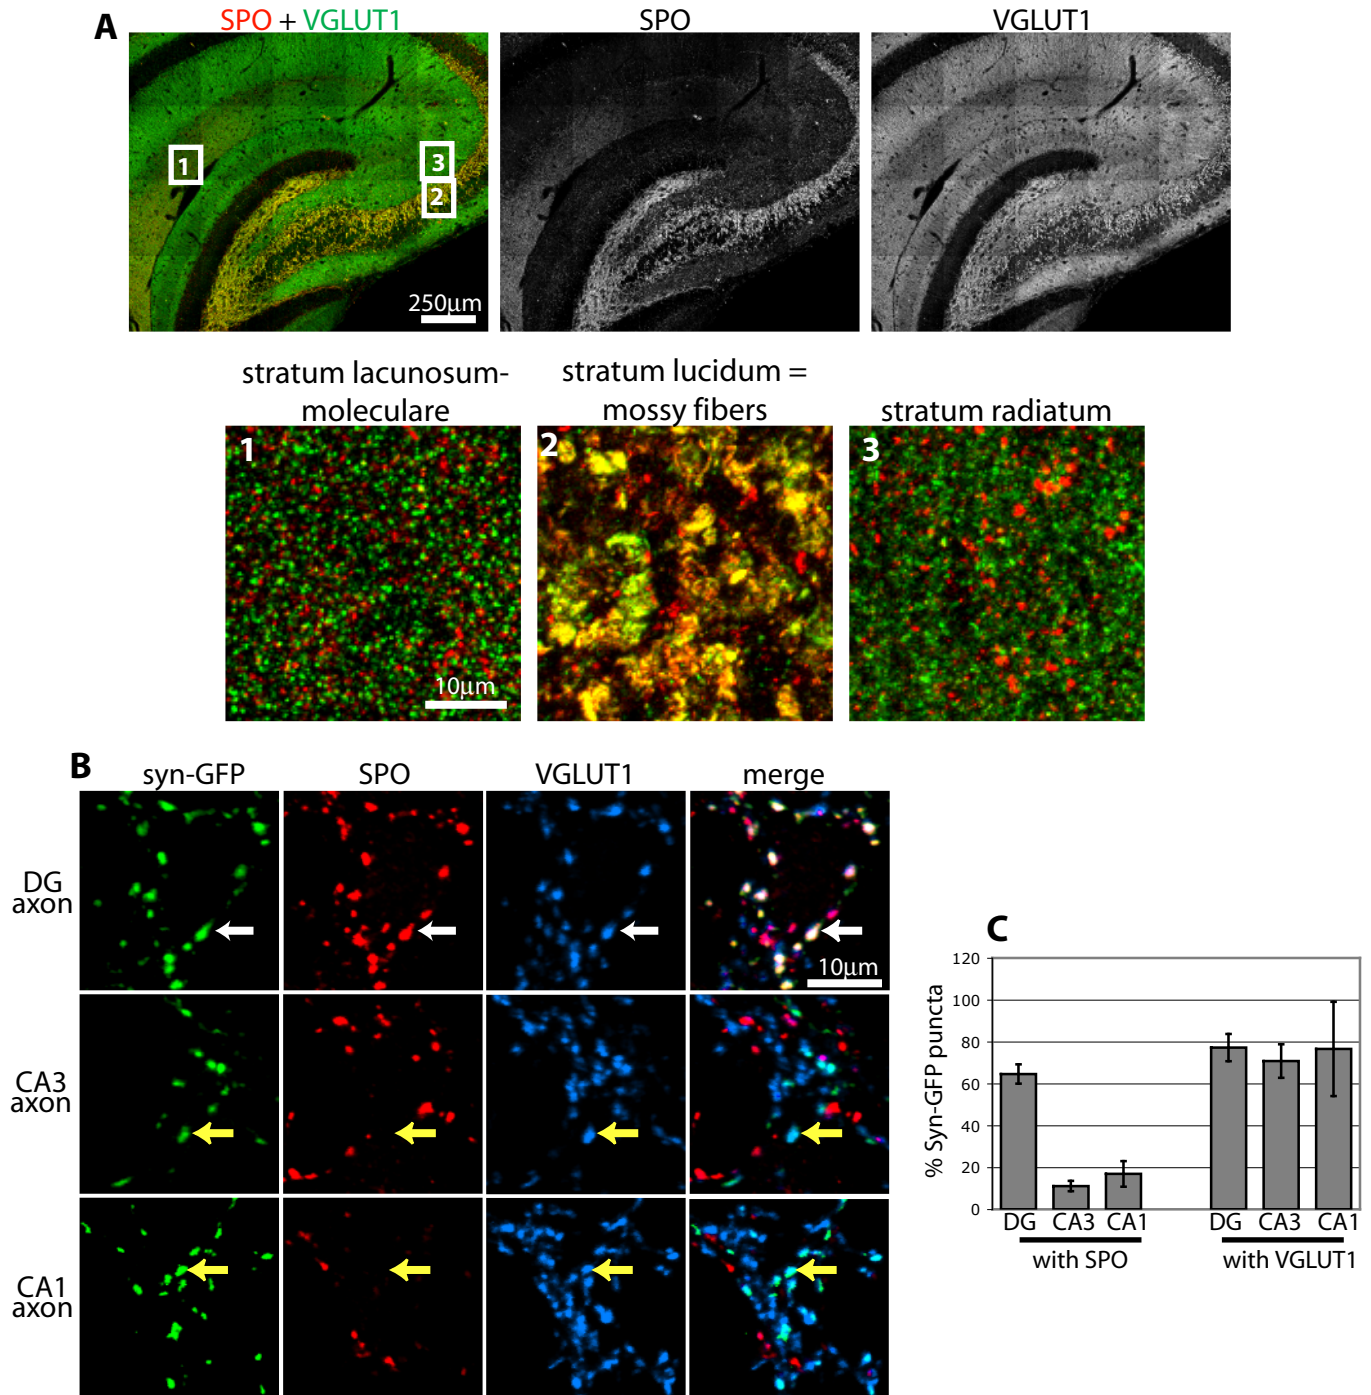 A
SPO + VGLUT1
SPO
VGLUT1
1
3
2
250μm
stratum lacunosum-
moleculare
stratum lucidum =
mossy fibers
stratum radiatum
1
2
3
10μm
B
syn-GFP
SPO
VGLUT1
merge
DG
axon
10μm
CA3
axon
CA1
axon
C
120
100
80
60
40
20
0
% Syn-GFP puncta
DG CA3 CA1 DG CA3 CA1
with SPO with VGLUT1